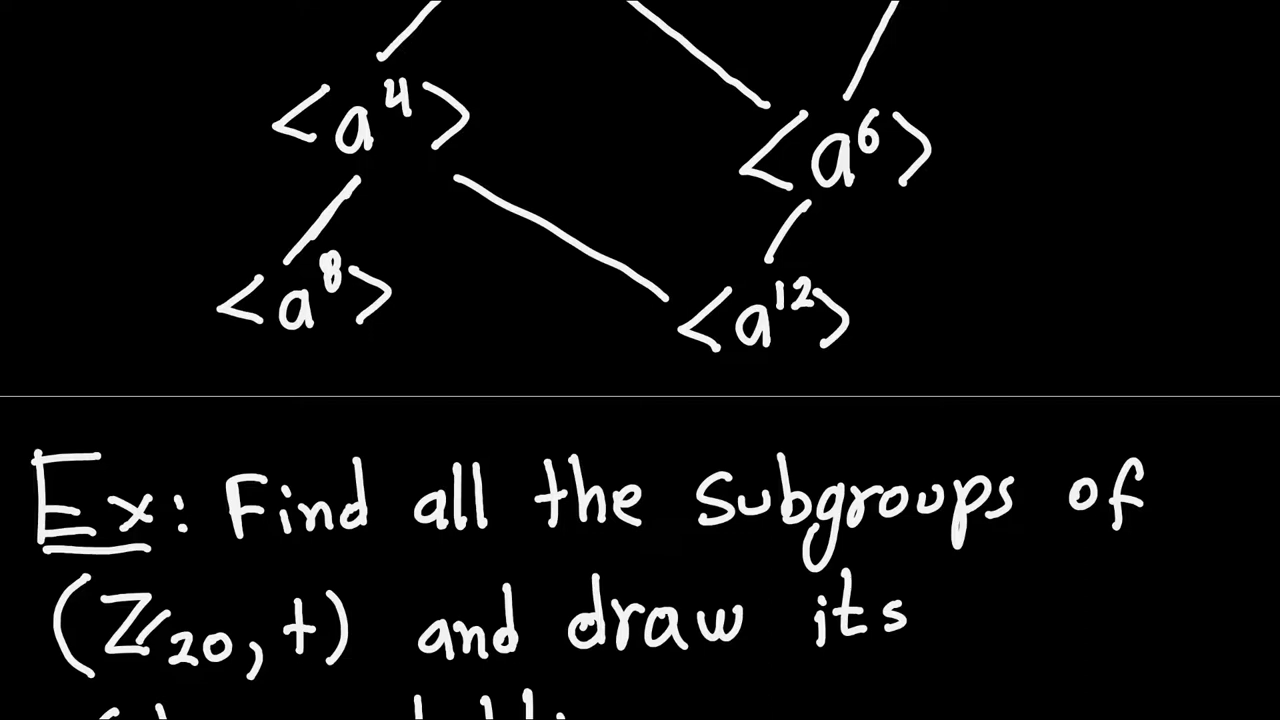 <a⁴>
<a⁶>
<a⁸>
<a¹²>
Ex: Find all the subgroups of
(ℤ₂₀, +) and draw its